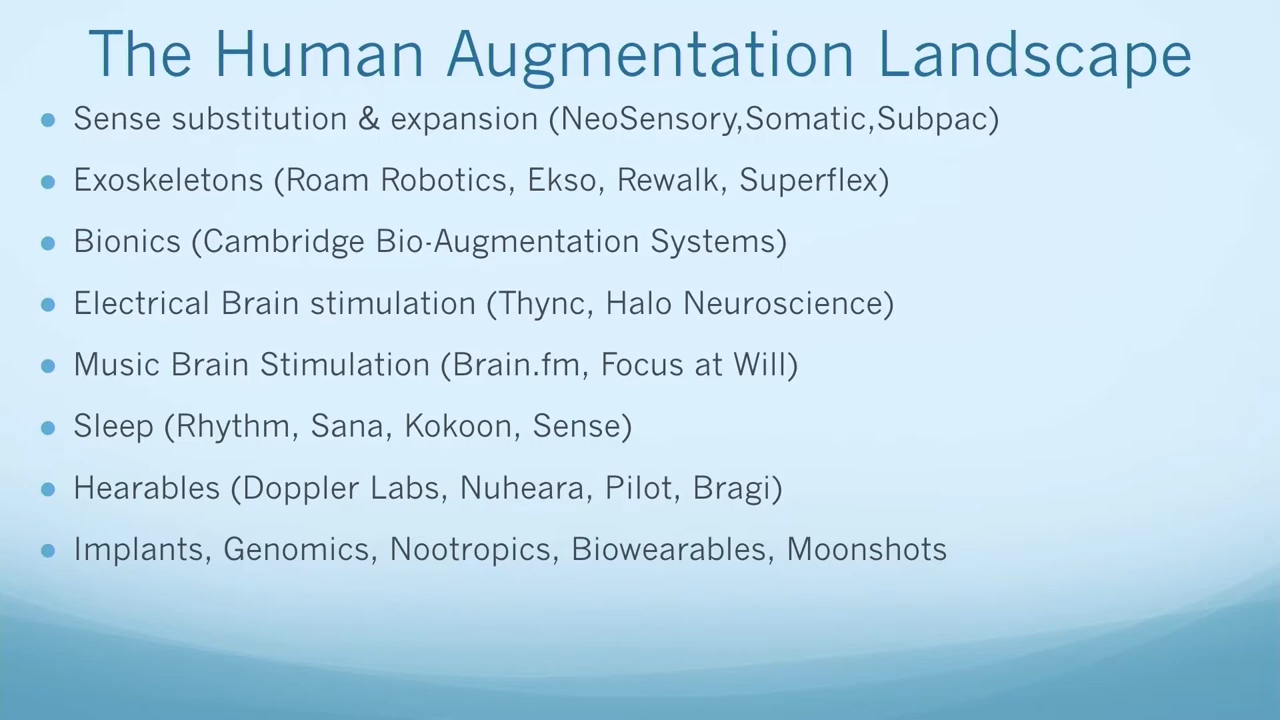 The Human Augmentation Landscape
• Sense substitution & expansion (NeoSensory,Somatic,Subpac)
• Exoskeletons (Roam Robotics, Ekso, Rewalk, Superflex)
• Bionics (Cambridge Bio-Augmentation Systems)
• Electrical Brain stimulation (Thync, Halo Neuroscience)
• Music Brain Stimulation (Brain.fm, Focus at Will)
• Sleep (Rhythm, Sana, Kokoon, Sense)
• Hearables (Doppler Labs, Nuheara, Pilot, Bragi)
• Implants, Genomics, Nootropics, Biowearables, Moonshots